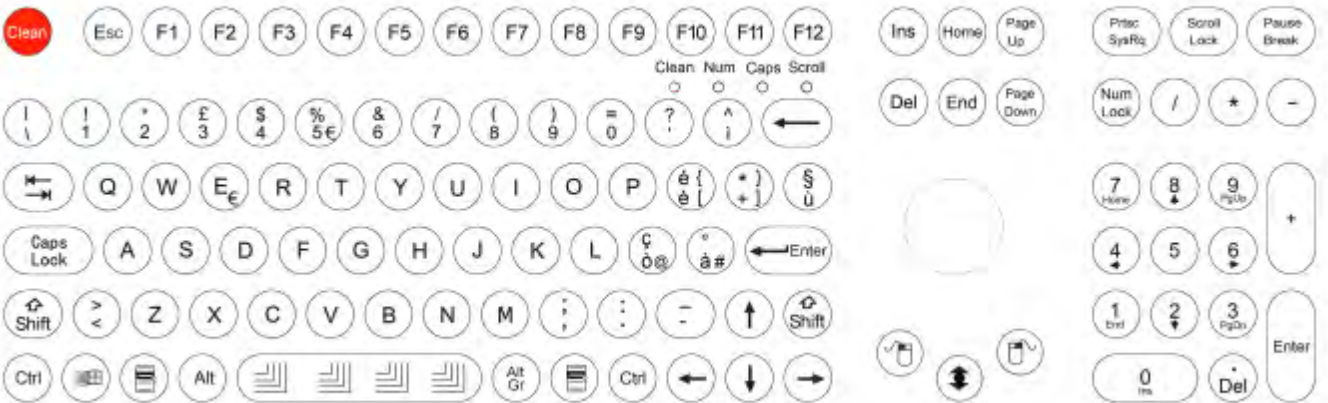 Clean Esc F1 F2 F3 F4 F5 F6 F7 F8 F9 F10 F11 F12 Ins Home Page Up Prtsc SysRq Scroll Lock Pause Break
Clean Num Caps Scroll
| \ ! 1 " 2 £ 3 $ 4 % 5 € & 6 / 7 ( 8 ) 9 = 0 ? ' ^ ì Del End Page Down Num Lock / * -
Q W E € R T Y U I O P é { è [ * } + ] § ù 7 Home 8 9 PgUp +
Caps Lock A S D F G H J K L ç ò @ ° à # Enter 4 5 6
Shift > < Z X C V B N M ; , : . _ - Shift 1 End 2 3 PgDn Enter
Ctrl Alt Alt Gr Ctrl 0 Ins . Del